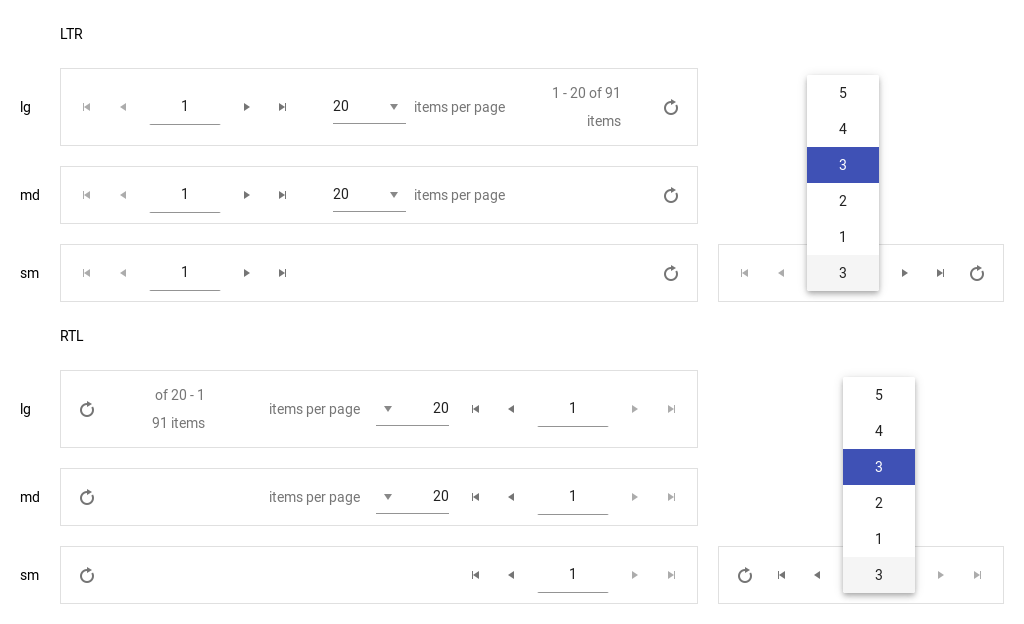 LTR
lg
1
20
items per page
1 - 20 of 91
items
md
1
20
items per page
sm
1
5
4
3
2
1
3
RTL
lg
of 20 - 1
91 items
items per page
20
1
md
items per page
20
1
sm
1
5
4
3
2
1
3